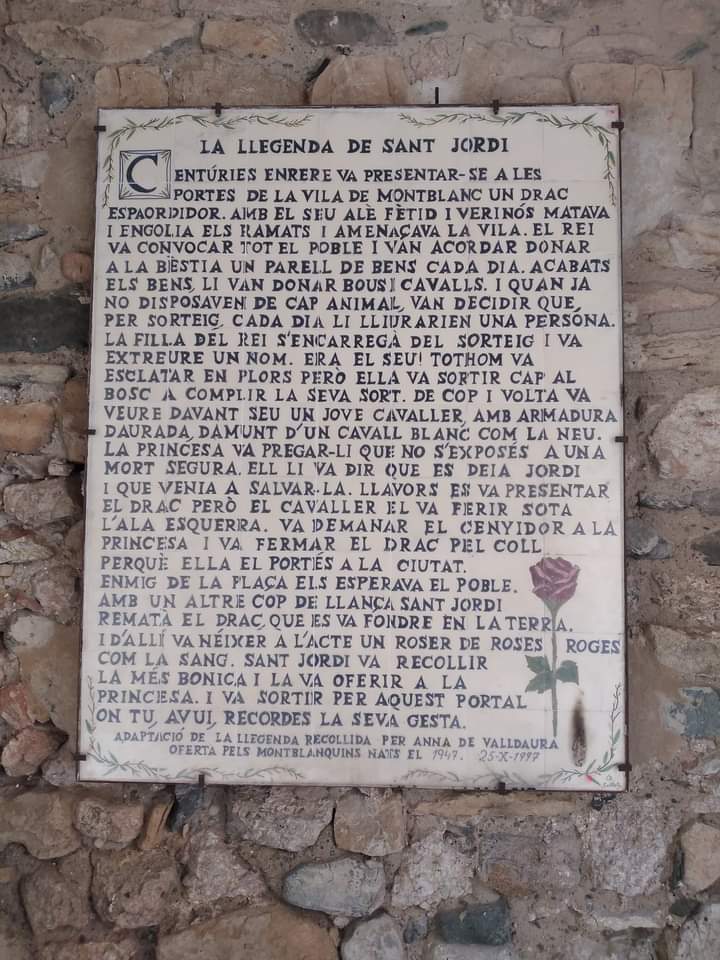 LA LLEGENDA DE SANT JORDI
CENTÚRIES ENRERE VA PRESENTAR-SE A LES
PORTES DE LA VILA DE MONTBLANC UN DRAC
ESPAORDIDOR. AMB EL SEU ALÈ FÈTID I VERINÓS MATAVA
I ENGOLIA ELS RAMATS I AMENAÇAVA LA VILA. EL REI
VA CONVOCAR TOT EL POBLE I VAN ACORDAR DONAR
A LA BÈSTIA UN PARELL DE BENS CADA DIA. ACABATS
ELS BENS, LI VAN DONAR BOUS I CAVALLS. I QUAN JA
NO DISPOSAVEN DE CAP ANIMAL, VAN DECIDIR QUE,
PER SORTEIG, CADA DIA LI LLIURARIEN UNA PERSONA.
LA FILLA DEL REI S'ENCARREGÀ DEL SORTEIG I VA
EXTREURE UN NOM. ERA EL SEU! TOTHOM VA
ESCLATAR EN PLORS PERÒ ELLA VA SORTIR CAP AL
BOSC A COMPLIR LA SEVA SORT. DE COP I VOLTA VA
VEURE DAVANT SEU UN JOVE CAVALLER, AMB ARMADURA
DAURADA, DAMUNT D'UN CAVALL BLANC COM LA NEU.
LA PRINCESA VA PREGAR-LI QUE NO S'EXPOSÉS A UNA
MORT SEGURA. ELL LI VA DIR QUE ES DEIA JORDI
I QUE VENIA A SALVAR-LA. LLAVORS ES VA PRESENTAR
EL DRAC PERÒ EL CAVALLER EL VA FERIR SOTA
L'ALA ESQUERRA. VA DEMANAR EL CENYIDOR A LA
PRINCESA I VA FERMAR EL DRAC PEL COLL
PERQUÈ ELLA EL PORTÉS A LA CIUTAT.
ENMIG DE LA PLAÇA ELS ESPERAVA EL POBLE.
AMB UN ALTRE COP DE LLANÇA SANT JORDI
REMATÀ EL DRAC, QUE ES VA FONDRE EN LA TERRA.
I D'ALLÍ VA NÉIXER A L'ACTE UN ROSER DE ROSES ROGES
COM LA SANG. SANT JORDI VA RECOLLIR
LA MÉS BONICA I LA VA OFERIR A LA
PRINCESA. I VA SORTIR PER AQUEST PORTAL
ON TU, AVUI, RECORDES LA SEVA GESTA.
ADAPTACIÓ DE LA LLEGENDA RECOLLIDA PER ANNA DE VALLDAURA
OFERTA PELS MONTBLANQUINS NATS EL 1947. 25-X-1997